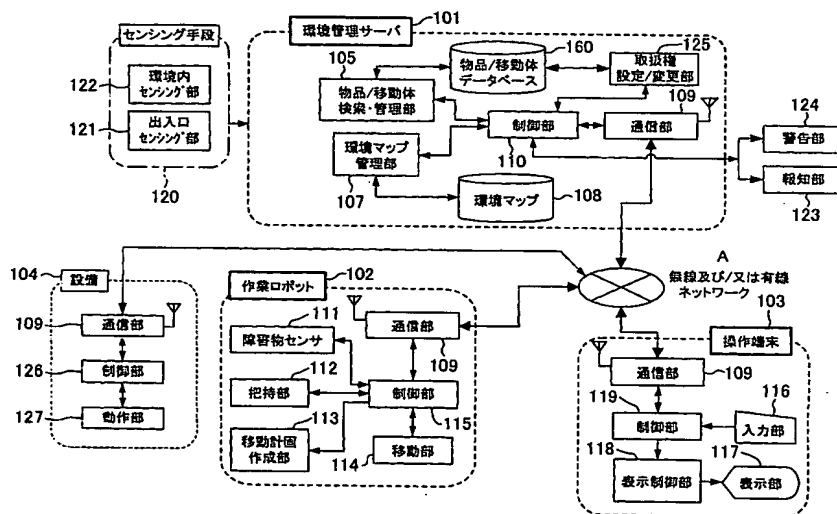 センシング手段
122
環境内
センシング部
121
出入口
センシング部
120
環境管理サーバ
101
105
物品/移動体
検索・管理部
160
物品/移動体
データベース
125
取扱権
設定/変更部
109
通信部
制御部
110
環境マップ
管理部
107
環境マップ
108
124
警告部
報知部
123
A
無線及び/又は有線
ネットワーク
104
設備
109
通信部
126
制御部
127
動作部
作業ロボット
102
111
障害物センサ
通信部
109
112
把持部
制御部
115
113
移動計画
作成部
移動部
114
103
操作端末
通信部
109
119
制御部
116
入力部
118
表示制御部
117
表示部